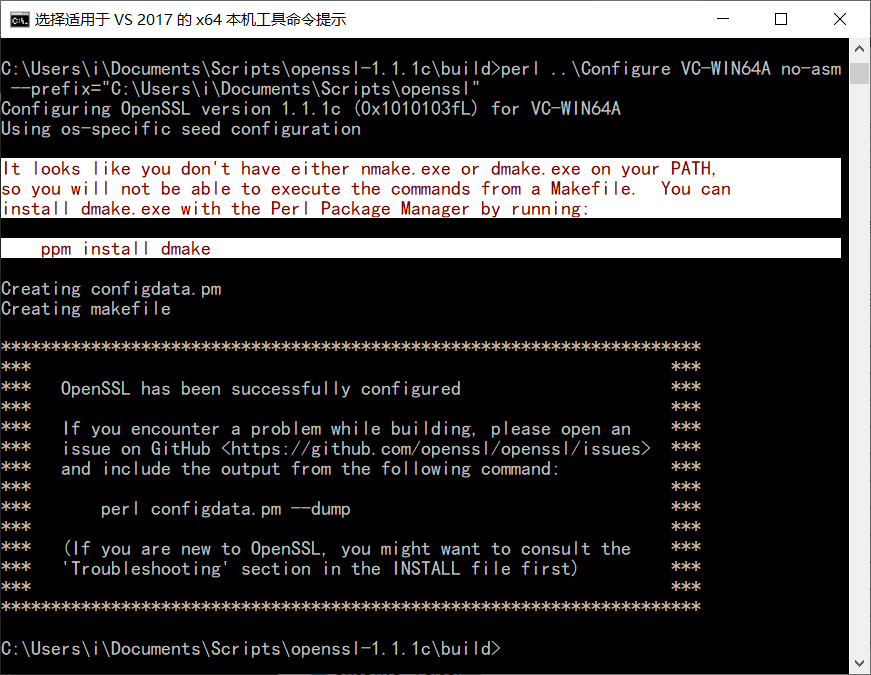 选择适用于 VS 2017 的 x64 本机工具命令提示
C:\Users\i\Documents\Scripts\openssl-1.1.1c\build>perl ..\Configure VC-WIN64A no-asm
--prefix="C:\Users\i\Documents\Scripts\openssl"
Configuring OpenSSL version 1.1.1c (0x1010103fL) for VC-WIN64A
Using os-specific seed configuration
It looks like you don't have either nmake.exe or dmake.exe on your PATH,
so you will not be able to execute the commands from a Makefile.  You can
install dmake.exe with the Perl Package Manager by running:
    ppm install dmake
Creating configdata.pm
Creating makefile
**********************************************************************
***                                                                ***
***   OpenSSL has been successfully configured                     ***
***                                                                ***
***   If you encounter a problem while building, please open an    ***
***   issue on GitHub <https://github.com/openssl/openssl/issues>  ***
***   and include the output from the following command:           ***
***                                                                ***
***       perl configdata.pm --dump                                ***
***                                                                ***
***   (If you are new to OpenSSL, you might want to consult the    ***
***   'Troubleshooting' section in the INSTALL file first)         ***
***                                                                ***
**********************************************************************
C:\Users\i\Documents\Scripts\openssl-1.1.1c\build>